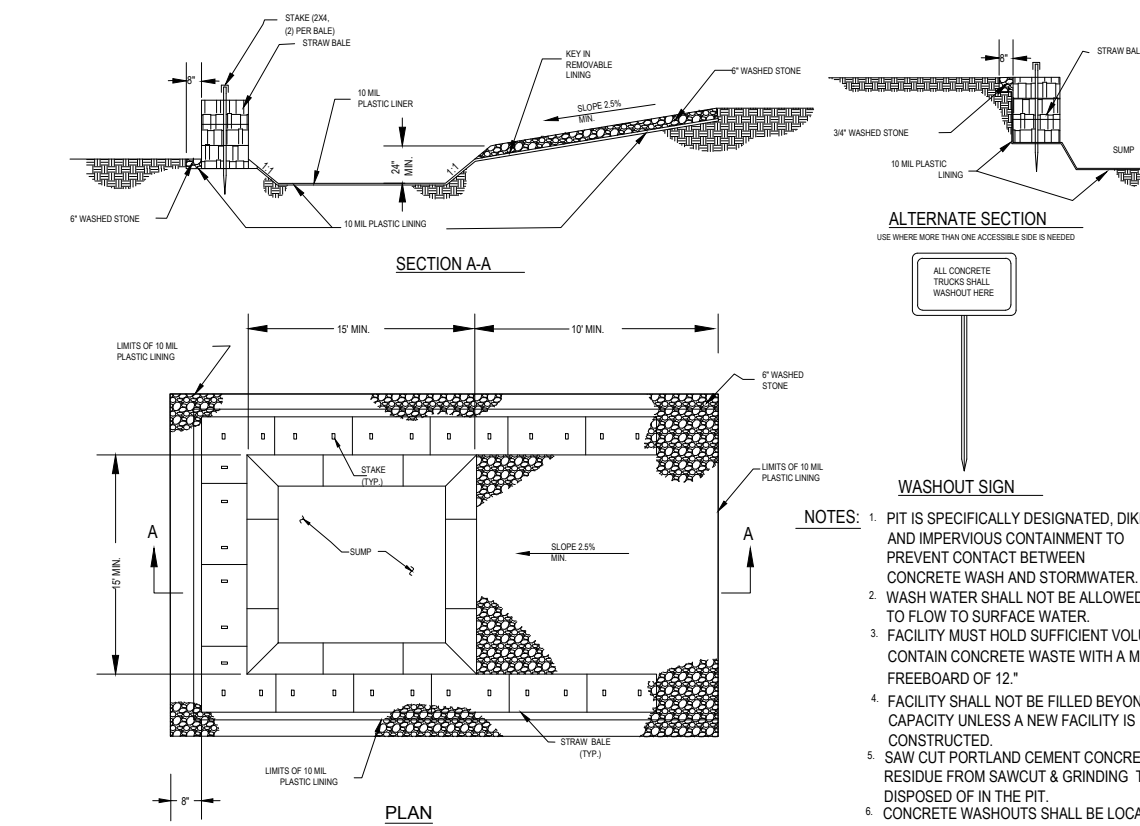 STAKE (2X4,
(2) PER BALE)
STRAW BALE
8"
10 MIL
PLASTIC LINER
KEY IN
REMOVABLE
LINING
6" WASHED STONE
SLOPE 2.5%
MIN.
1:1
24"
MIN.
1:1
6" WASHED STONE
10 MIL PLASTIC LINING
SECTION A-A
8"
STRAW BAL
3/4" WASHED STONE
10 MIL PLASTIC
LINING
SUMP
ALTERNATE SECTION
USE WHERE MORE THAN ONE ACCESSIBLE SIDE IS NEEDED
ALL CONCRETE
TRUCKS SHALL
WASHOUT HERE
WASHOUT SIGN
15' MIN.
10' MIN.
LIMITS OF 10 MIL
PLASTIC LINING
6" WASHED
STONE
STAKE
(TYP.)
LIMITS OF 10 MIL
PLASTIC LINING
A
15' MIN.
SUMP
SLOPE 2.5%
MIN.
A
STRAW BALE
(TYP.)
LIMITS OF 10 MIL
PLASTIC LINING
8"
PLAN
NOTES:
1. PIT IS SPECIFICALLY DESIGNATED,
AND IMPERVIOUS CONTAINMENT TO
PREVENT CONTACT BETWEEN
CONCRETE WASH AND STORMWATER.
2. WASH WATER SHALL NOT BE ALLOWED
TO FLOW TO SURFACE WATER.
3. FACILITY MUST HOLD SUFFICIENT
CONTAIN CONCRETE WASTE WITH A
FREEBOARD OF 12."
4. FACILITY SHALL NOT BE FILLED
CAPACITY UNLESS A NEW FACILITY IS
CONSTRUCTED.
5. SAW CUT PORTLAND CEMENT
RESIDUE FROM SAWCUT & GRINDING
DISPOSED OF IN THE PIT.
6. CONCRETE WASHOUTS SHALL BE